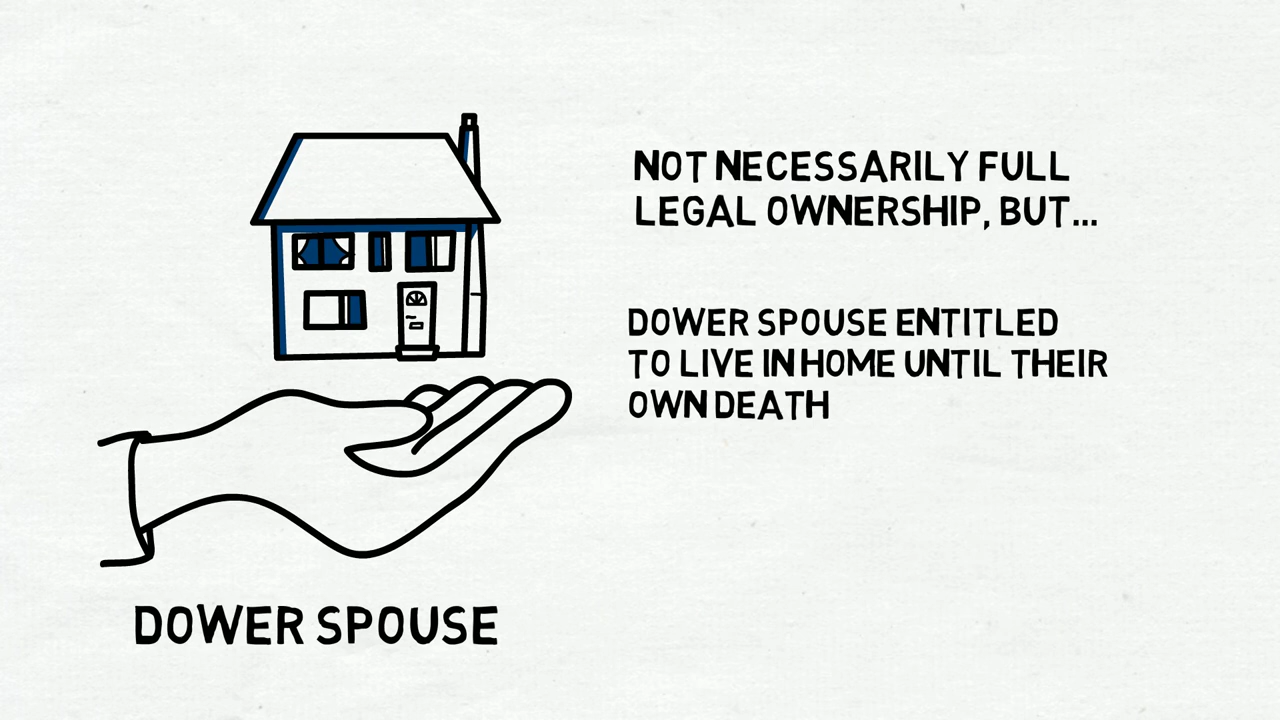 NOT NECESSARILY FULL
LEGAL OWNERSHIP, BUT...
DOWER SPOUSE ENTITLED
TO LIVE IN HOME UNTIL THEIR
OWN DEATH
DOWER SPOUSE